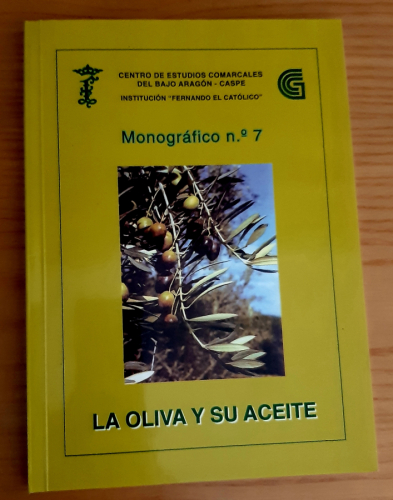 CENTRO DE ESTUDIOS COMARCALES
DEL BAJO ARAGÓN - CASPE
INSTITUCIÓN "FERNANDO EL CATÓLICO"
Monográfico n.º 7
LA OLIVA Y SU ACEITE